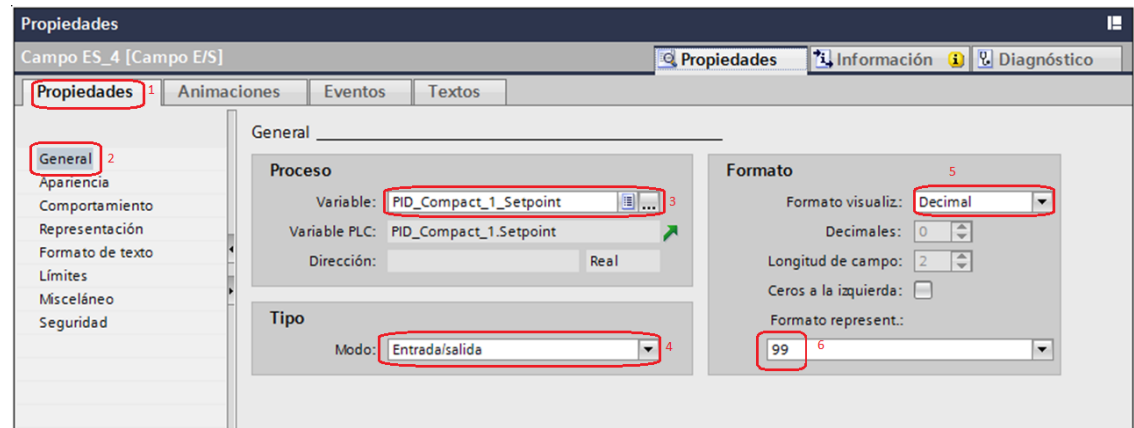 Propiedades
Campo ES_4 [Campo E/S]
Propiedades Información Diagnóstico
Propiedades 1 Animaciones Eventos Textos
General 2
Apariencia
Comportamiento
Representación
Formato de texto
Límites
Misceláneo
Seguridad
General
Proceso
Variable: PID_Compact_1_Setpoint ... 3
Variable PLC: PID_Compact_1.Setpoint
Dirección: Real
Tipo
Modo: Entrada/salida 4
Formato 5
Formato visualiz.: Decimal
Decimales: 0
Longitud de campo: 2
Ceros a la izquierda:
Formato represent.:
99 6